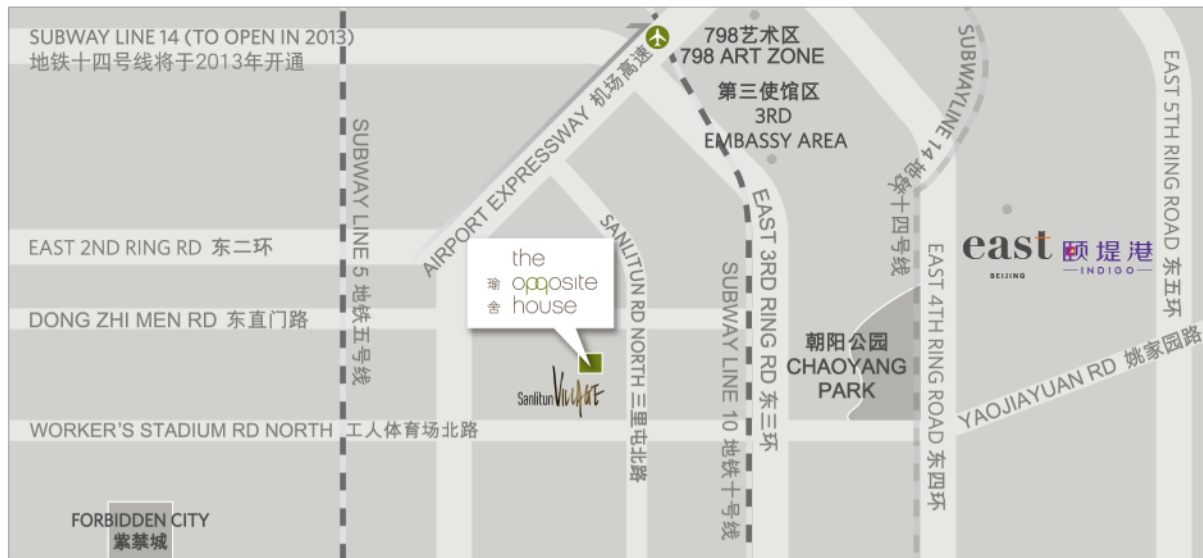 SUBWAY LINE 14 (TO OPEN IN 2013)
地铁十四号线将于2013年开通
798艺术区
798 ART ZONE
第三使馆区
3RD
EMBASSY AREA
AIRPORT EXPRESSWAY 机场高速
SUBWAY LINE 5 地铁五号线
SUBWAYLINE 14 地铁十四号线
EAST 5TH RING ROAD 东五环
EAST 2ND RING RD 东二环
the
瑜 opposite
舍 house
SANLITUN RD NORTH 三里屯北路
EAST 3RD RING RD 东三环
SUBWAY LINE 10 地铁十号线
EAST 4TH RING ROAD 东四环
east
BEIJING
颐堤港
INDIGO
DONG ZHI MEN RD 东直门路
朝阳公园
CHAOYANG
PARK
YAOJIAYUAN RD 姚家园路
Sanlitun VILLAGE
WORKER'S STADIUM RD NORTH 工人体育场北路
FORBIDDEN CITY
紫禁城